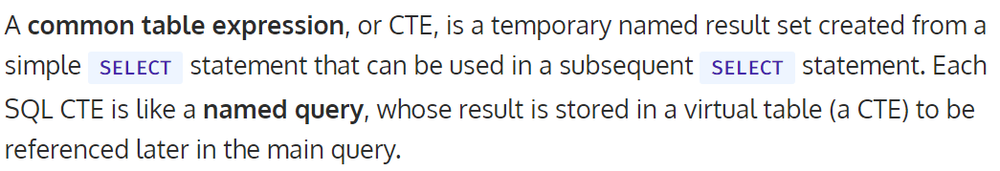 A common table expression, or CTE, is a temporary named result set created from a
simple SELECT statement that can be used in a subsequent SELECT statement. Each
SQL CTE is like a named query, whose result is stored in a virtual table (a CTE) to be
referenced later in the main query.